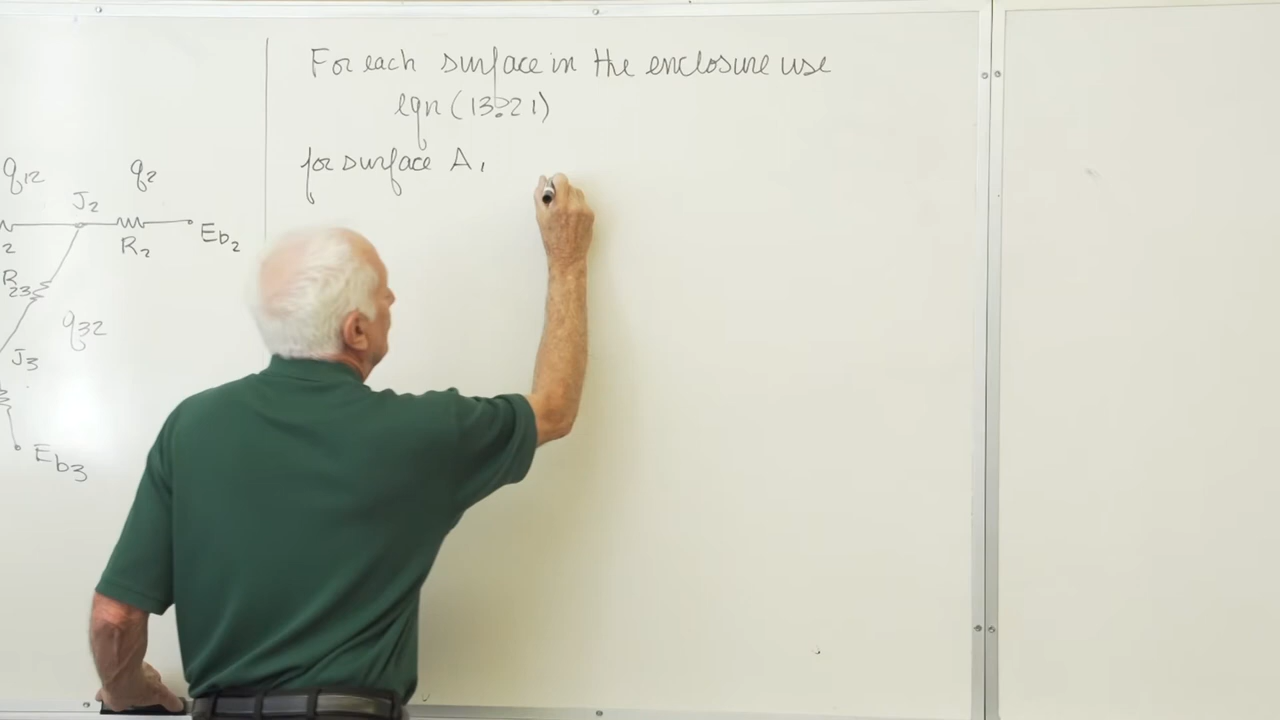 For each surface in the enclosure use
eqn (13.21)
for surface A1
q12
q2
J2
2
R2
Eb2
R23
q32
J3
Eb3